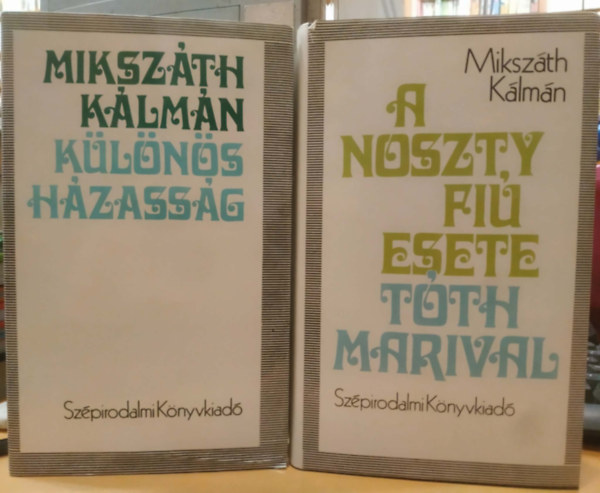 MIKSZÁTH
KÁLMÁN
KÜLÖNÖS
HÁZASSÁG
Szépirodalmi Könyvkiadó
Mikszáth
Kálmán
A
NOSZTY
FIÚ
ESETE
TÓTH
MARIVAL
Szépirodalmi Könyvkiadó